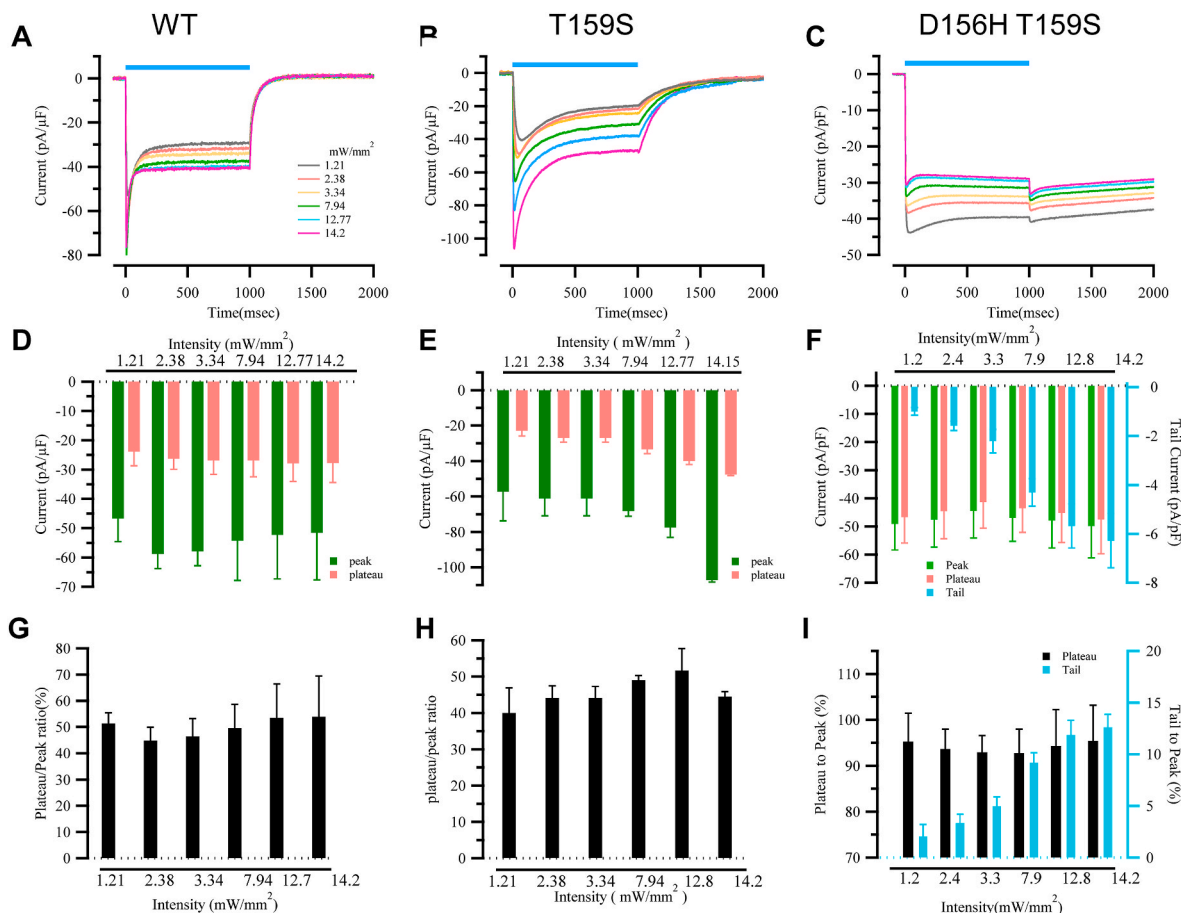 WT
T159S
D156H T159S
A
B
C
0
-20
-40
-60
-80
Current (pA/µF)
mW/mm2
1.21
2.38
3.34
7.94
12.77
14.2
0 500 1000 1500 2000
Time(msec)
0
-20
-40
-60
-80
-100
Current (pA/µF)
0 500 1000 1500 2000
Time(msec)
0
-10
-20
-30
-40
-50
Current (pA/pF)
0 500 1000 1500 2000
Time(msec)
D
Intensity (mW/mm2)
1.21 2.38 3.34 7.94 12.77 14.2
0
-10
-20
-30
-40
-50
-60
-70
Current (pA/µF)
peak
plateau
E
Intensity ( mW/mm2)
1.21 2.38 3.34 7.94 12.77 14.15
0
-20
-40
-60
-80
-100
Current (pA/µF)
peak
plateau
F
Intensity(mW/mm2)
1.2 2.4 3.3 7.9 12.8 14.2
0
-10
-20
-30
-40
-50
-60
-70
Current (pA/pF)
Peak
Plateau
Tail
0
-2
-4
-6
-8
Tail Current (pA/pF)
G
80
70
60
50
40
30
20
10
0
Plateau/Peak ratio(%)
1.21 2.38 3.34 7.94 12.7 14.2
Intensity (mW/mm2)
H
60
50
40
30
20
10
0
plateau/peak ratio
1.21 2.38 3.34 7.94 12.8 14.2
Intensity ( mW/mm2)
I
110
100
90
80
70
Plateau to Peak (%)
Plateau
Tail
20
15
10
5
0
Tail to Peak (%)
1.2 2.4 3.3 7.9 12.8 14.2
Intensity(mW/mm2)